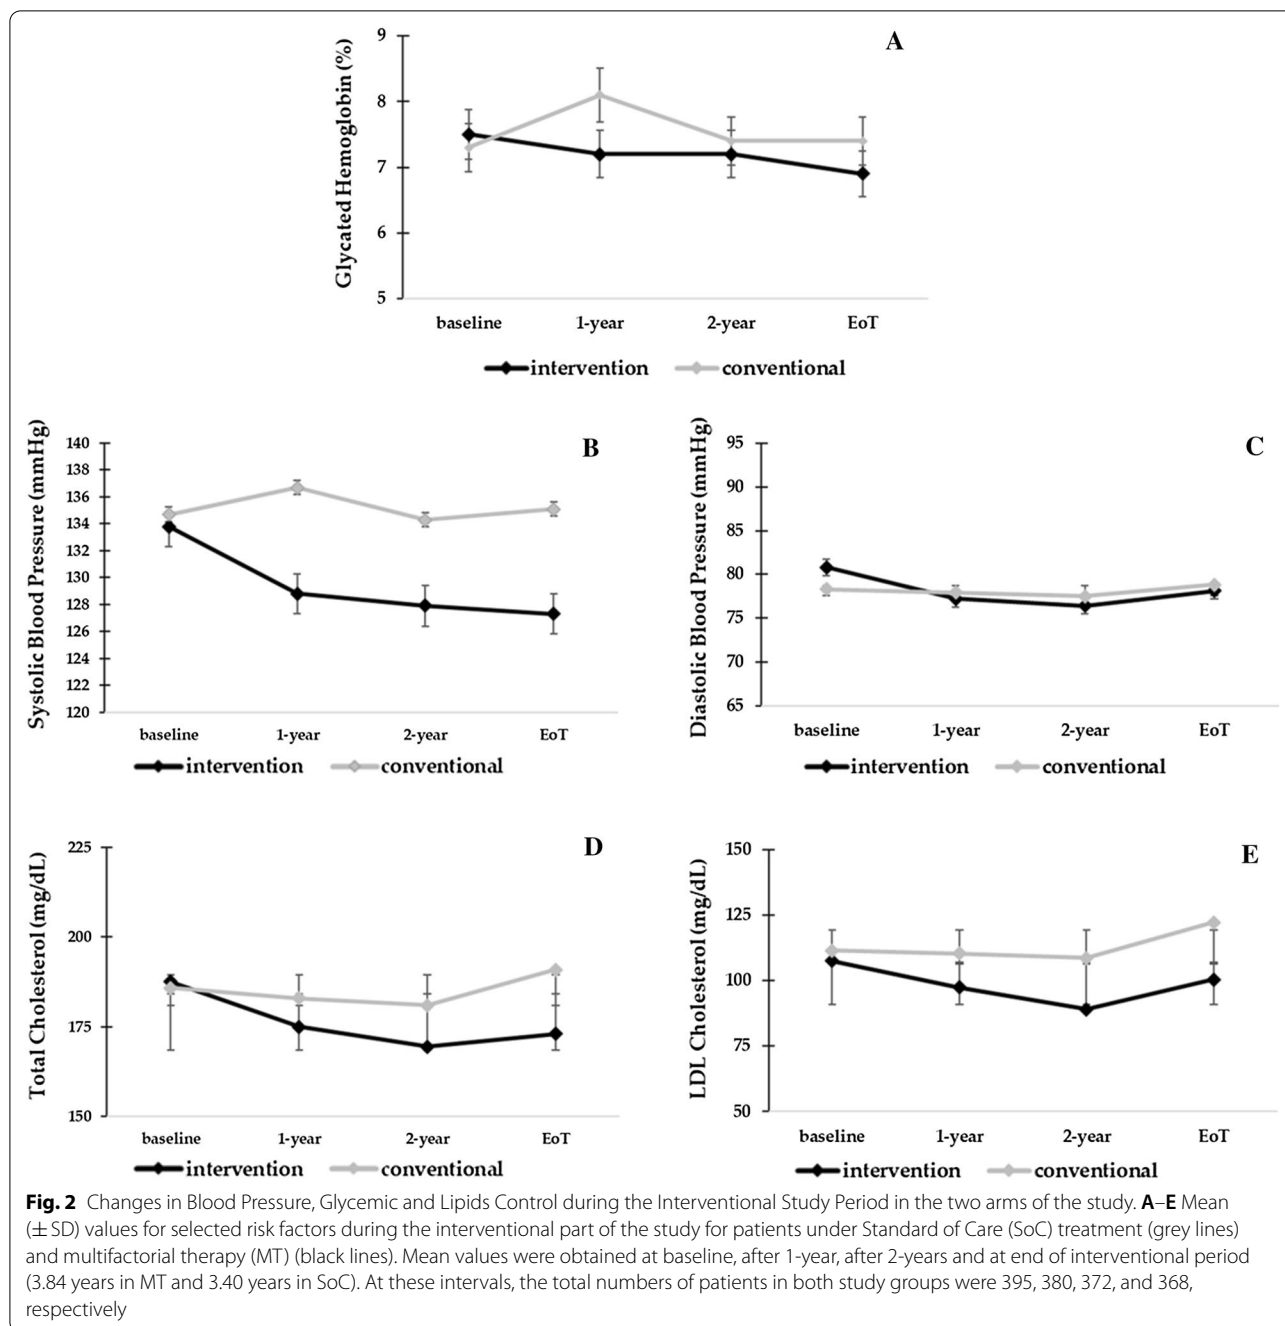 A
Glycated Hemoglobin (%)
9
8
7
6
5
baseline 1-year 2-year EoT
intervention conventional
B
Systolic Blood Pressure (mmHg)
140
138
136
134
132
130
128
126
124
122
120
baseline 1-year 2-year EoT
intervention conventional
C
Diastolic Blood Pressure (mmHg)
95
90
85
80
75
70
65
baseline 1-year 2-year EoT
intervention conventional
D
Total Cholesterol (mg/dL)
225
200
175
150
baseline 1-year 2-year EoT
intervention conventional
E
LDL Cholesterol (mg/dL)
150
125
100
75
50
baseline 1-year 2-year EoT
intervention conventional
Fig. 2 Changes in Blood Pressure, Glycemic and Lipids Control during the Interventional Study Period in the two arms of the study. A–E Mean
(± SD) values for selected risk factors during the interventional part of the study for patients under Standard of Care (SoC) treatment (grey lines)
and multifactorial therapy (MT) (black lines). Mean values were obtained at baseline, after 1-year, after 2-years and at end of interventional period
(3.84 years in MT and 3.40 years in SoC). At these intervals, the total numbers of patients in both study groups were 395, 380, 372, and 368,
respectively